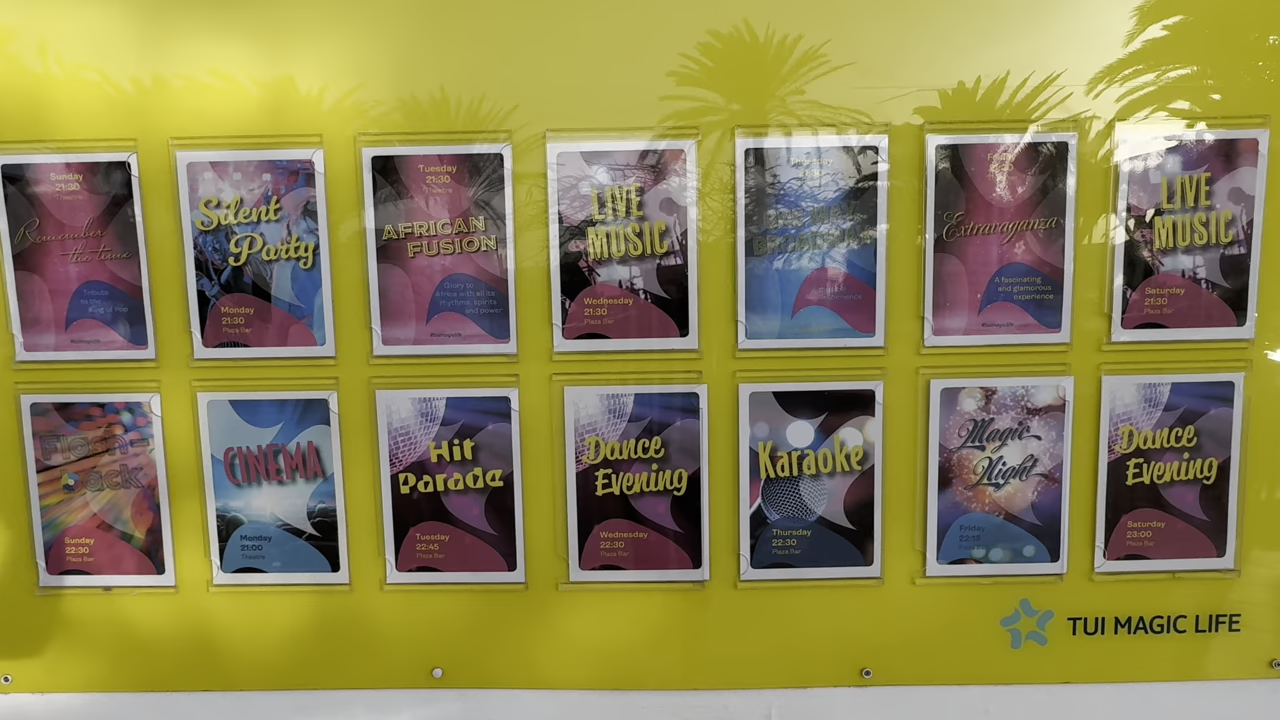 Sunday
21:30
Theatre
Remember
the time
Tribute
to the
King of Pop
Silent
Party
Monday
21:30
Plaza Bar
Tuesday
21:30
Theatre
AFRICAN
FUSION
Glory to
Africa with all its
rhythms, spirits
and power
LIVE
MUSIC
Wednesday
21:30
Plaza Bar
Thursday
experience
Friday
Extravaganza
A fascinating
and glamorous
experience
LIVE
MUSIC
Saturday
21:30
Plaza Bar
Flash-
back
Sunday
22:30
Plaza Bar
CINEMA
Monday
21:00
Theatre
Hit
Parade
Tuesday
22:45
Plaza Bar
Dance
Evening
Wednesday
22:30
Plaza Bar
Karaoke
Thursday
22:30
Plaza Bar
Magic
Night
Friday
22:15
Dance
Evening
Saturday
23:00
Plaza Bar
TUI MAGIC LIFE